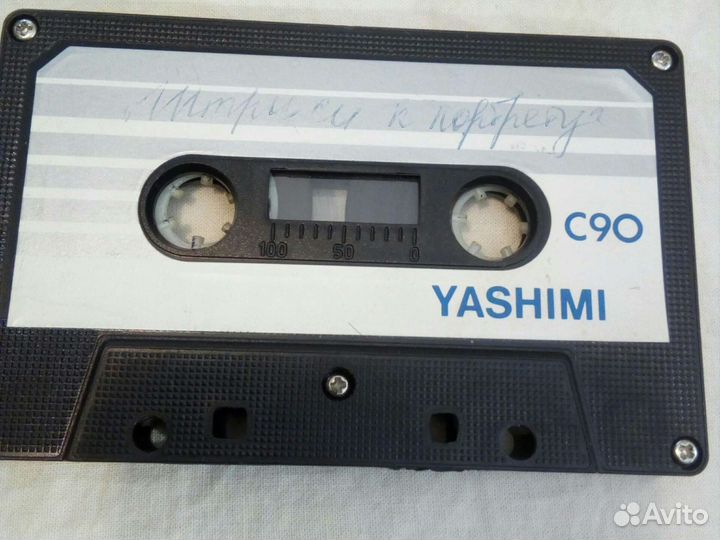 „Штрихи к портрету"
C90
100 50 0
YASHIMI
Avito